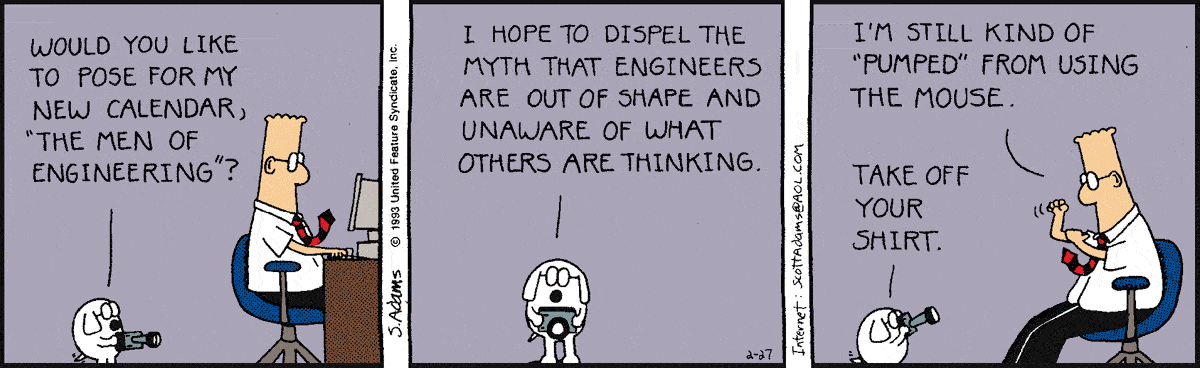 WOULD YOU LIKE
TO POSE FOR MY
NEW CALENDAR,
"THE MEN OF
ENGINEERING"?
S.Adams © 1993 United Feature Syndicate, Inc.
I HOPE TO DISPEL THE
MYTH THAT ENGINEERS
ARE OUT OF SHAPE AND
UNAWARE OF WHAT
OTHERS ARE THINKING.
2-27
Internet: SCOTTADAMS@AOL.COM
I'M STILL KIND OF
"PUMPED" FROM USING
THE MOUSE.
TAKE OFF
YOUR
SHIRT.